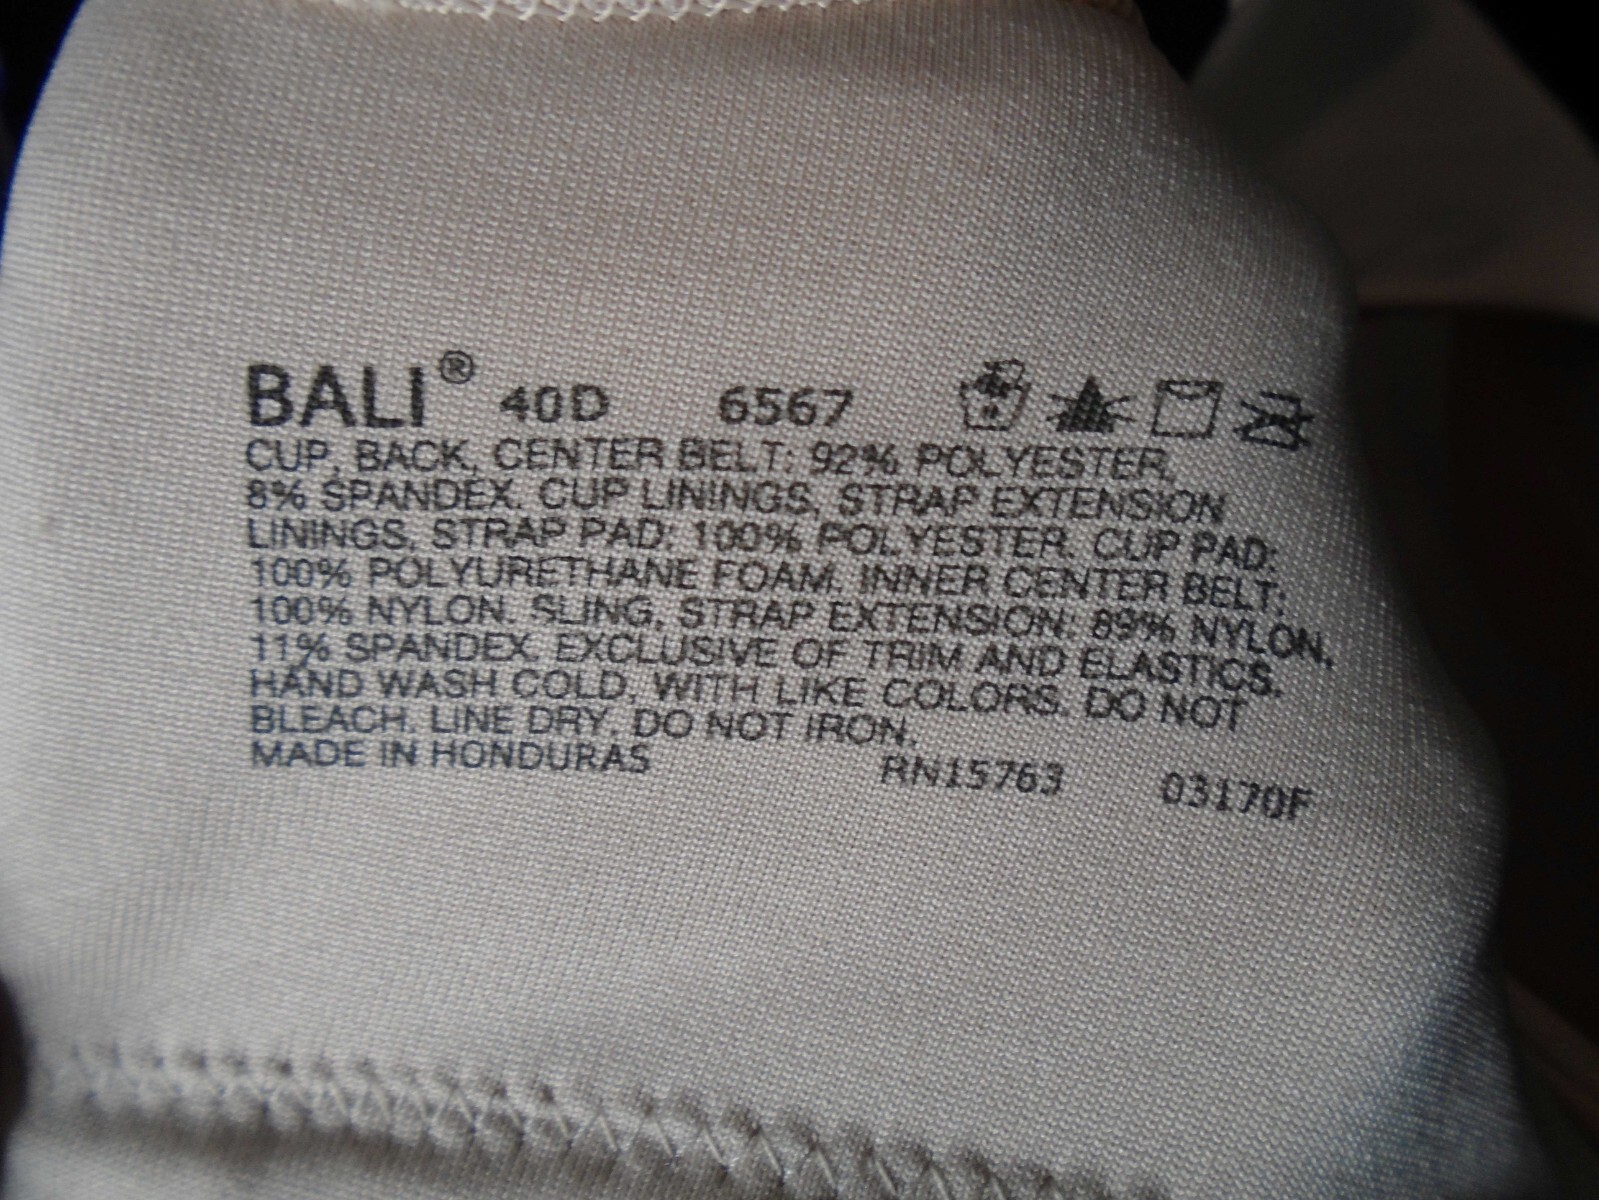 BALI® 40D 6567
CUP, BACK, CENTER BELT: 92% POLYESTER,
8% SPANDEX. CUP LININGS, STRAP EXTENSION
LININGS, STRAP PAD: 100% POLYESTER. CUP PAD:
100% POLYURETHANE FOAM. INNER CENTER BELT:
100% NYLON. SLING, STRAP EXTENSION: 89% NYLON,
11% SPANDEX. EXCLUSIVE OF TRIM AND ELASTICS.
HAND WASH COLD, WITH LIKE COLORS. DO NOT
BLEACH. LINE DRY. DO NOT IRON.
MADE IN HONDURAS RN15763 03170F